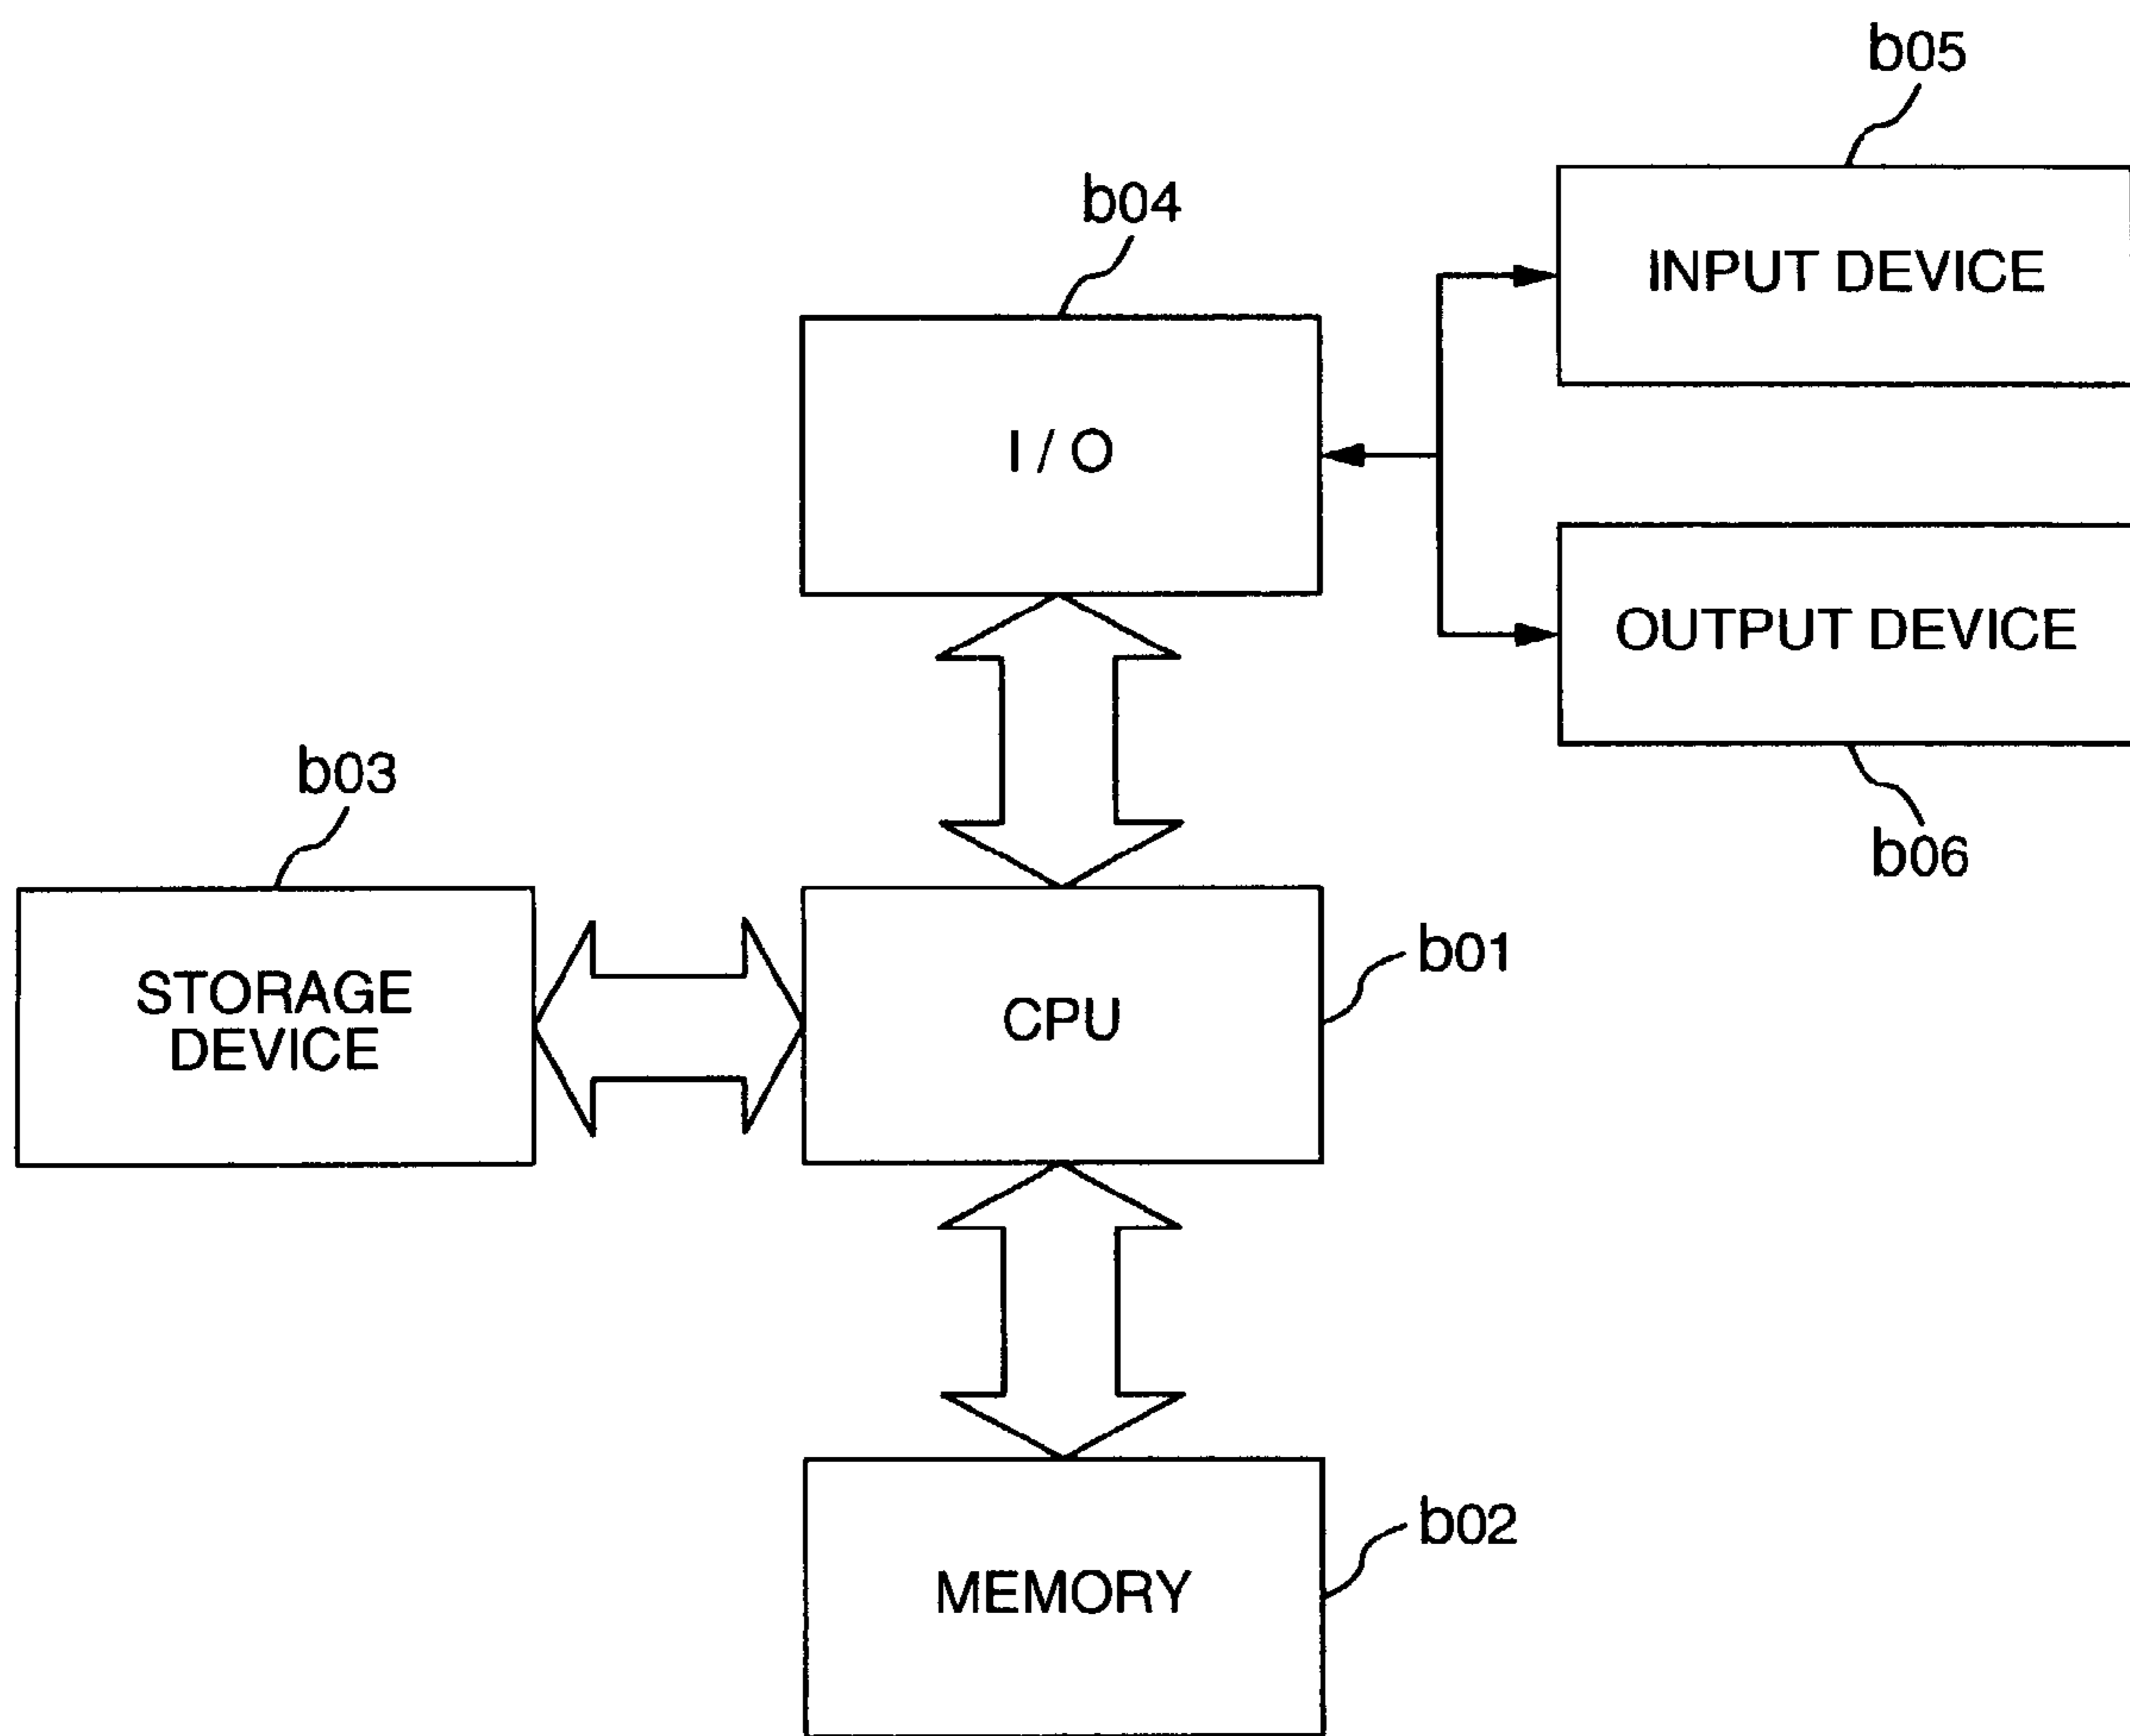 b05
INPUT DEVICE
b04
I / O
OUTPUT DEVICE
b06
b03
STORAGE
DEVICE
b01
CPU
b02
MEMORY